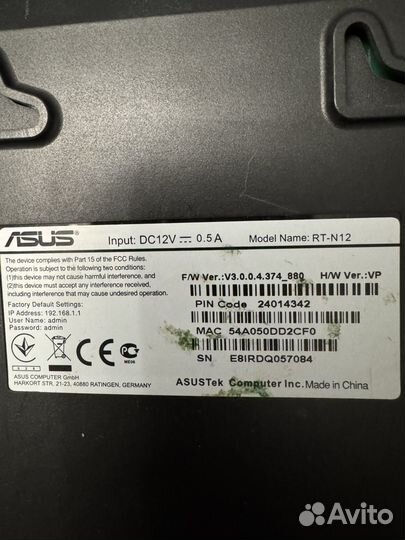 ASUS Input: DC12V 0.5A Model Name: RT-N12
The device complies with Part 15 of the FCC Rules.
Operation is subject to the following two conditions:
(1)this device may not cause harmful interference, and
(2)this device must accept any interference received,
including interference that may cause undesired operation.
F/W Ver.:V3.0.0.4.374_880 H/W Ver.:VP
Factory Default Settings:
IP Address: 192.168.1.1
User name: admin
Password: admin
PIN Code 24014342
MAC 54A050DD2CF0
SN E8IRDQ057084
CE
ME06
ASUS COMPUTER GmbH
HARKORT STR. 21-23, 40880 RATINGEN, GERMANY
ASUSTek Computer Inc. Made in China
Avito